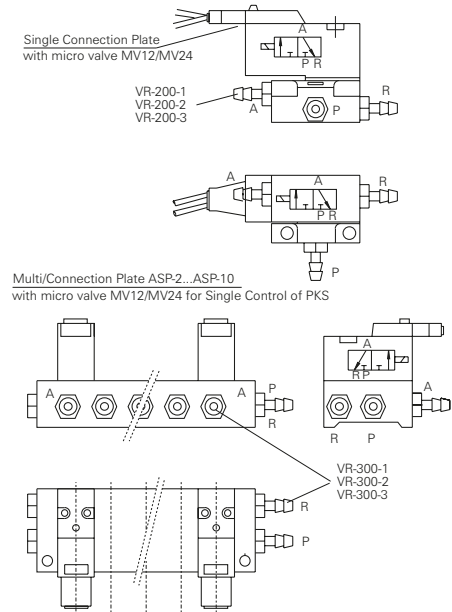 A
Single Connection Plate
with micro valve MV12/MV24
P R
VR-200-1
VR-200-2
VR-200-3
A
P
R
A
A
P R
R
P
Multi/Connection Plate ASP-2...ASP-10
with micro valve MV12/MV24 for Single Control of PKS
A
R P
A
A
P
R
A
R
P
VR-300-1
VR-300-2
VR-300-3
R
P